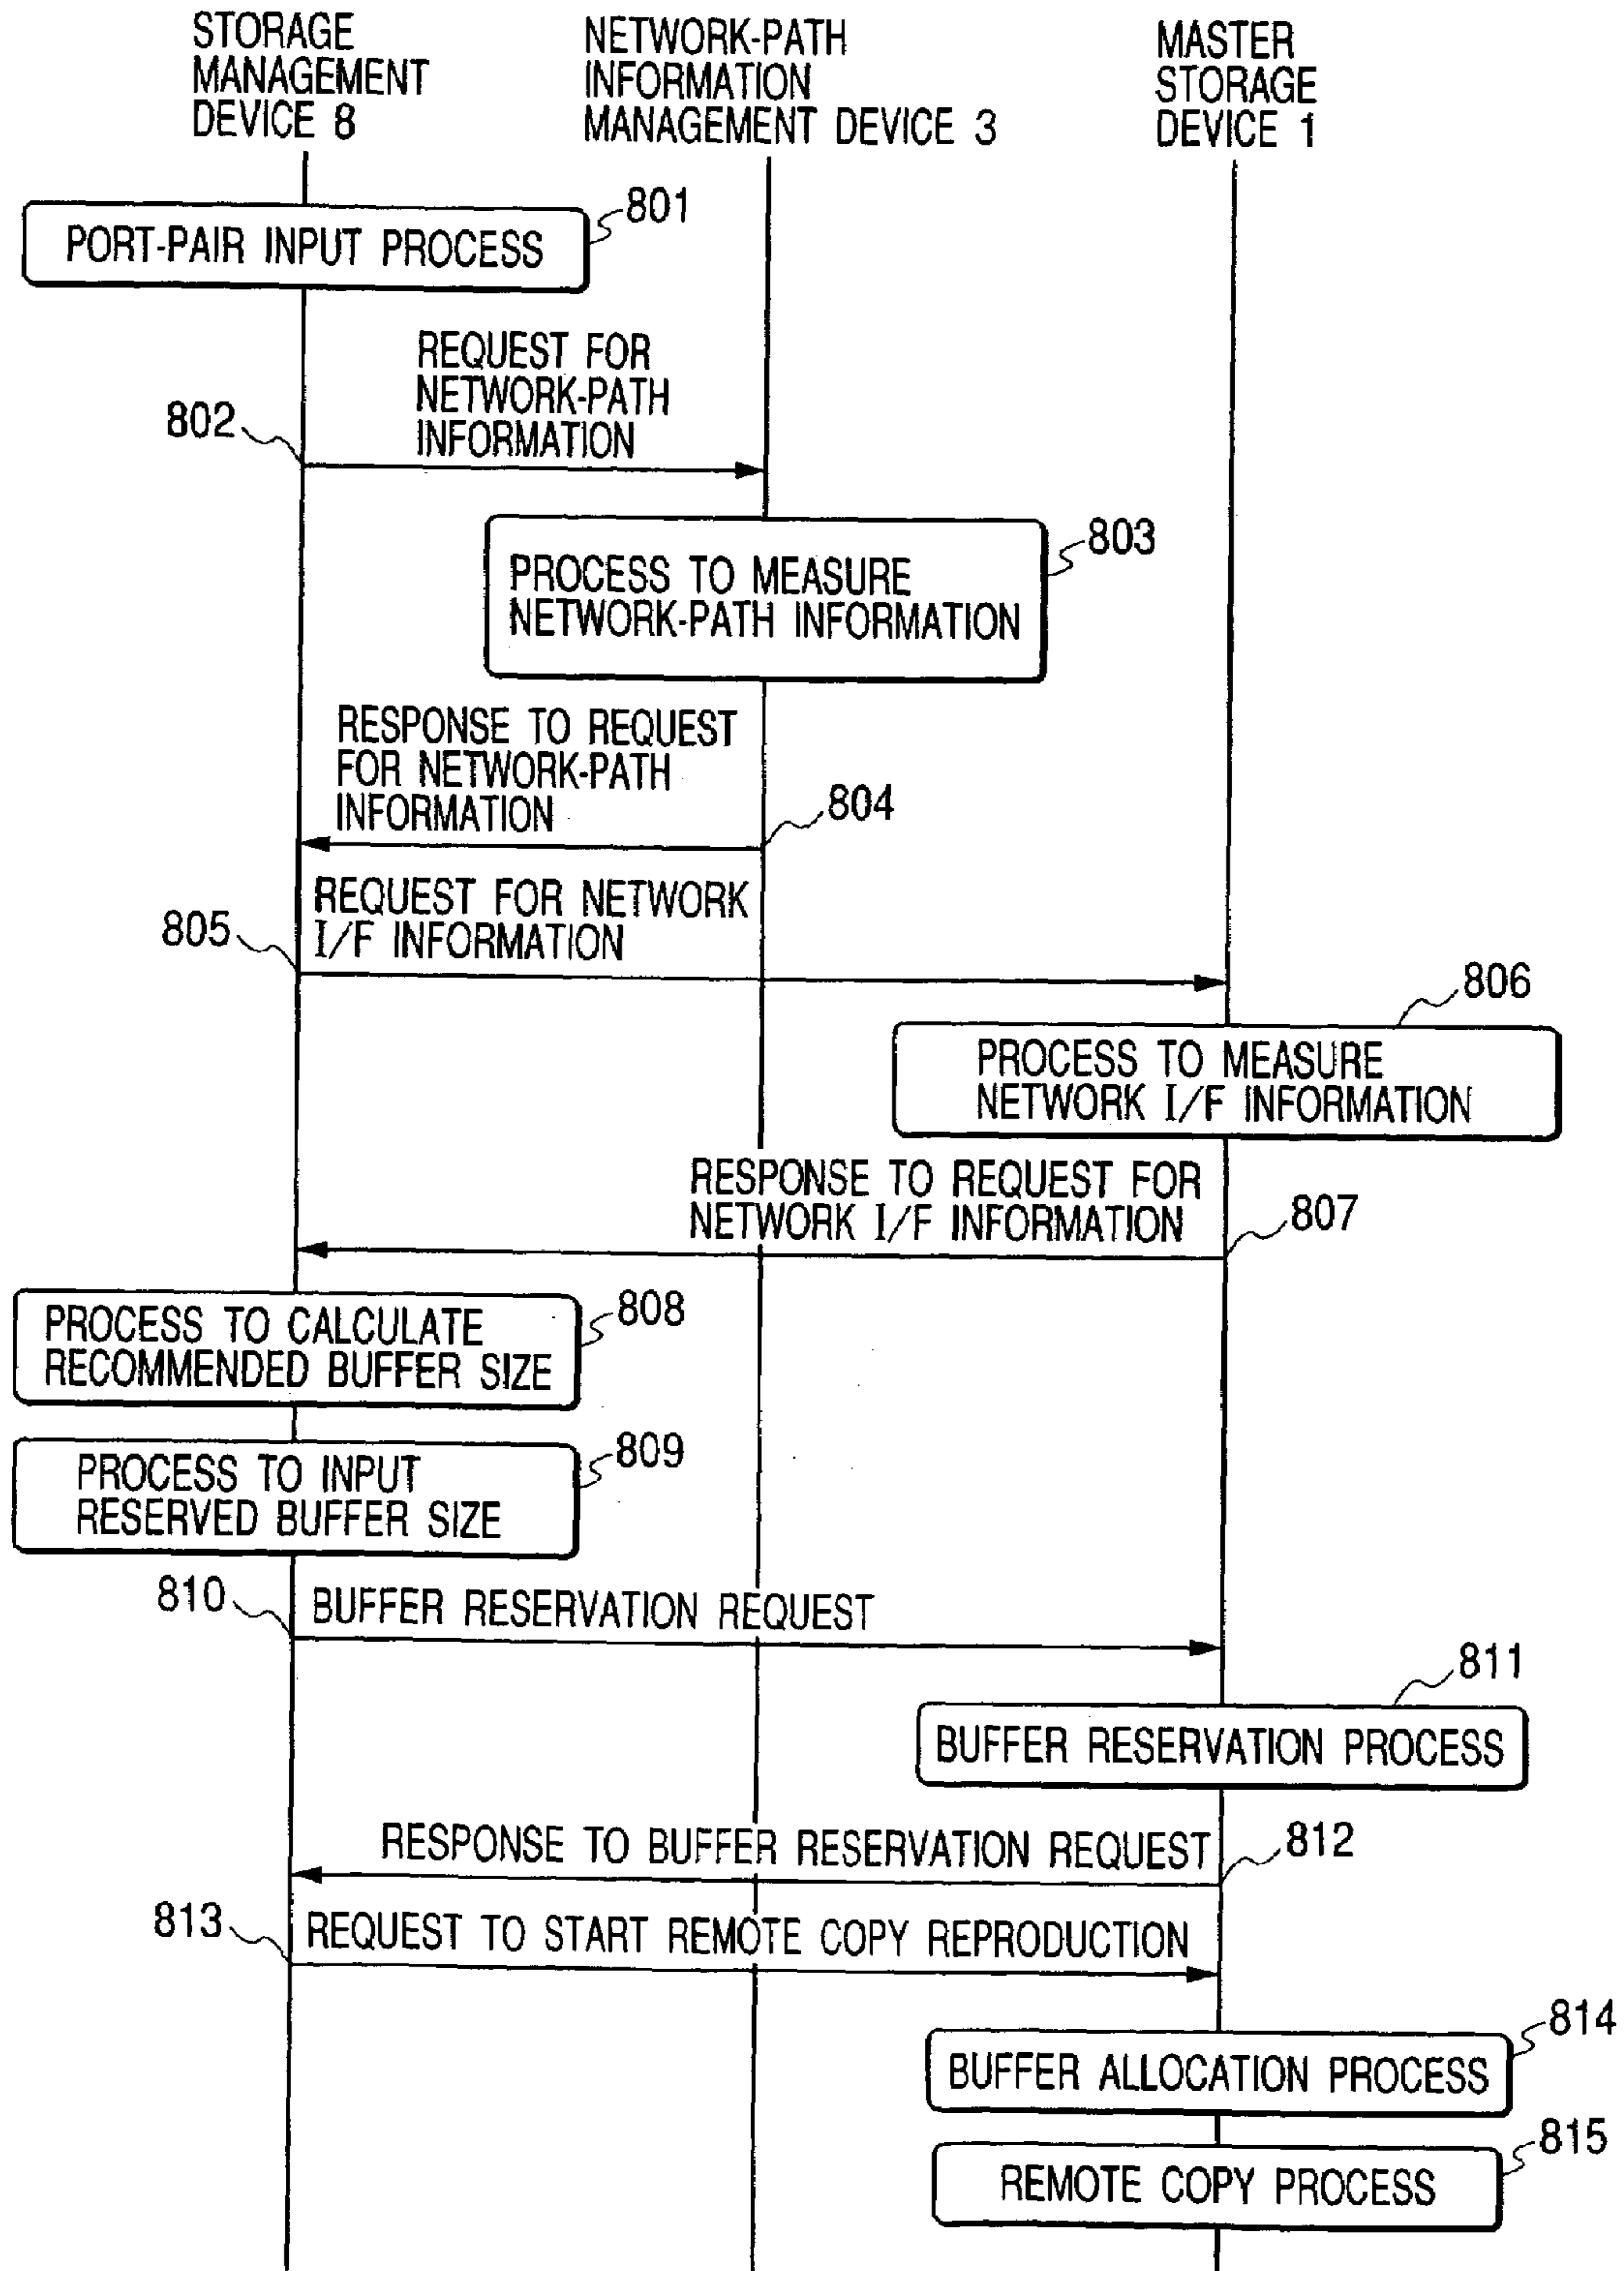 STORAGE
MANAGEMENT
DEVICE 8
NETWORK-PATH
INFORMATION
MANAGEMENT DEVICE 3
MASTER
STORAGE
DEVICE 1
801
PORT-PAIR INPUT PROCESS
REQUEST FOR
NETWORK-PATH
INFORMATION
802
803
PROCESS TO MEASURE
NETWORK-PATH INFORMATION
RESPONSE TO REQUEST
FOR NETWORK-PATH
INFORMATION
804
REQUEST FOR NETWORK
I/F INFORMATION
805
806
PROCESS TO MEASURE
NETWORK I/F INFORMATION
RESPONSE TO REQUEST FOR
NETWORK I/F INFORMATION
807
808
PROCESS TO CALCULATE
RECOMMENDED BUFFER SIZE
809
PROCESS TO INPUT
RESERVED BUFFER SIZE
810
BUFFER RESERVATION REQUEST
811
BUFFER RESERVATION PROCESS
RESPONSE TO BUFFER RESERVATION REQUEST
812
813
REQUEST TO START REMOTE COPY REPRODUCTION
814
BUFFER ALLOCATION PROCESS
815
REMOTE COPY PROCESS